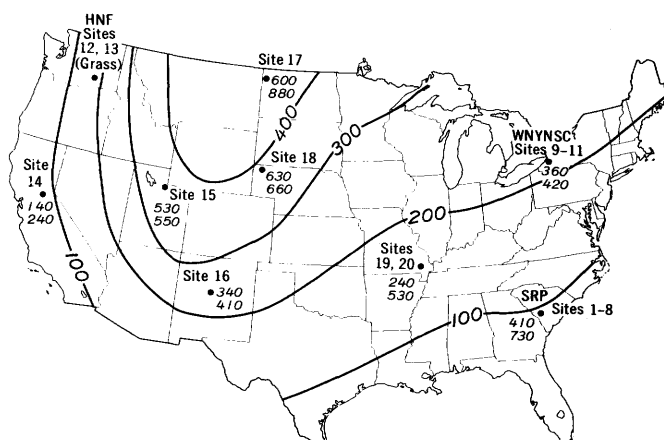 HNF
Sites
12, 13
(Grass)
Site 17
600
880
400
300
WNYNSC
Sites 9-11
360
420
Site
14
140
240
Site 18
630
660
Site 15
530
550
200
100
Site 16
340
410
Sites
19, 20
240
530
100
SRP
Sites 1-8
410
730